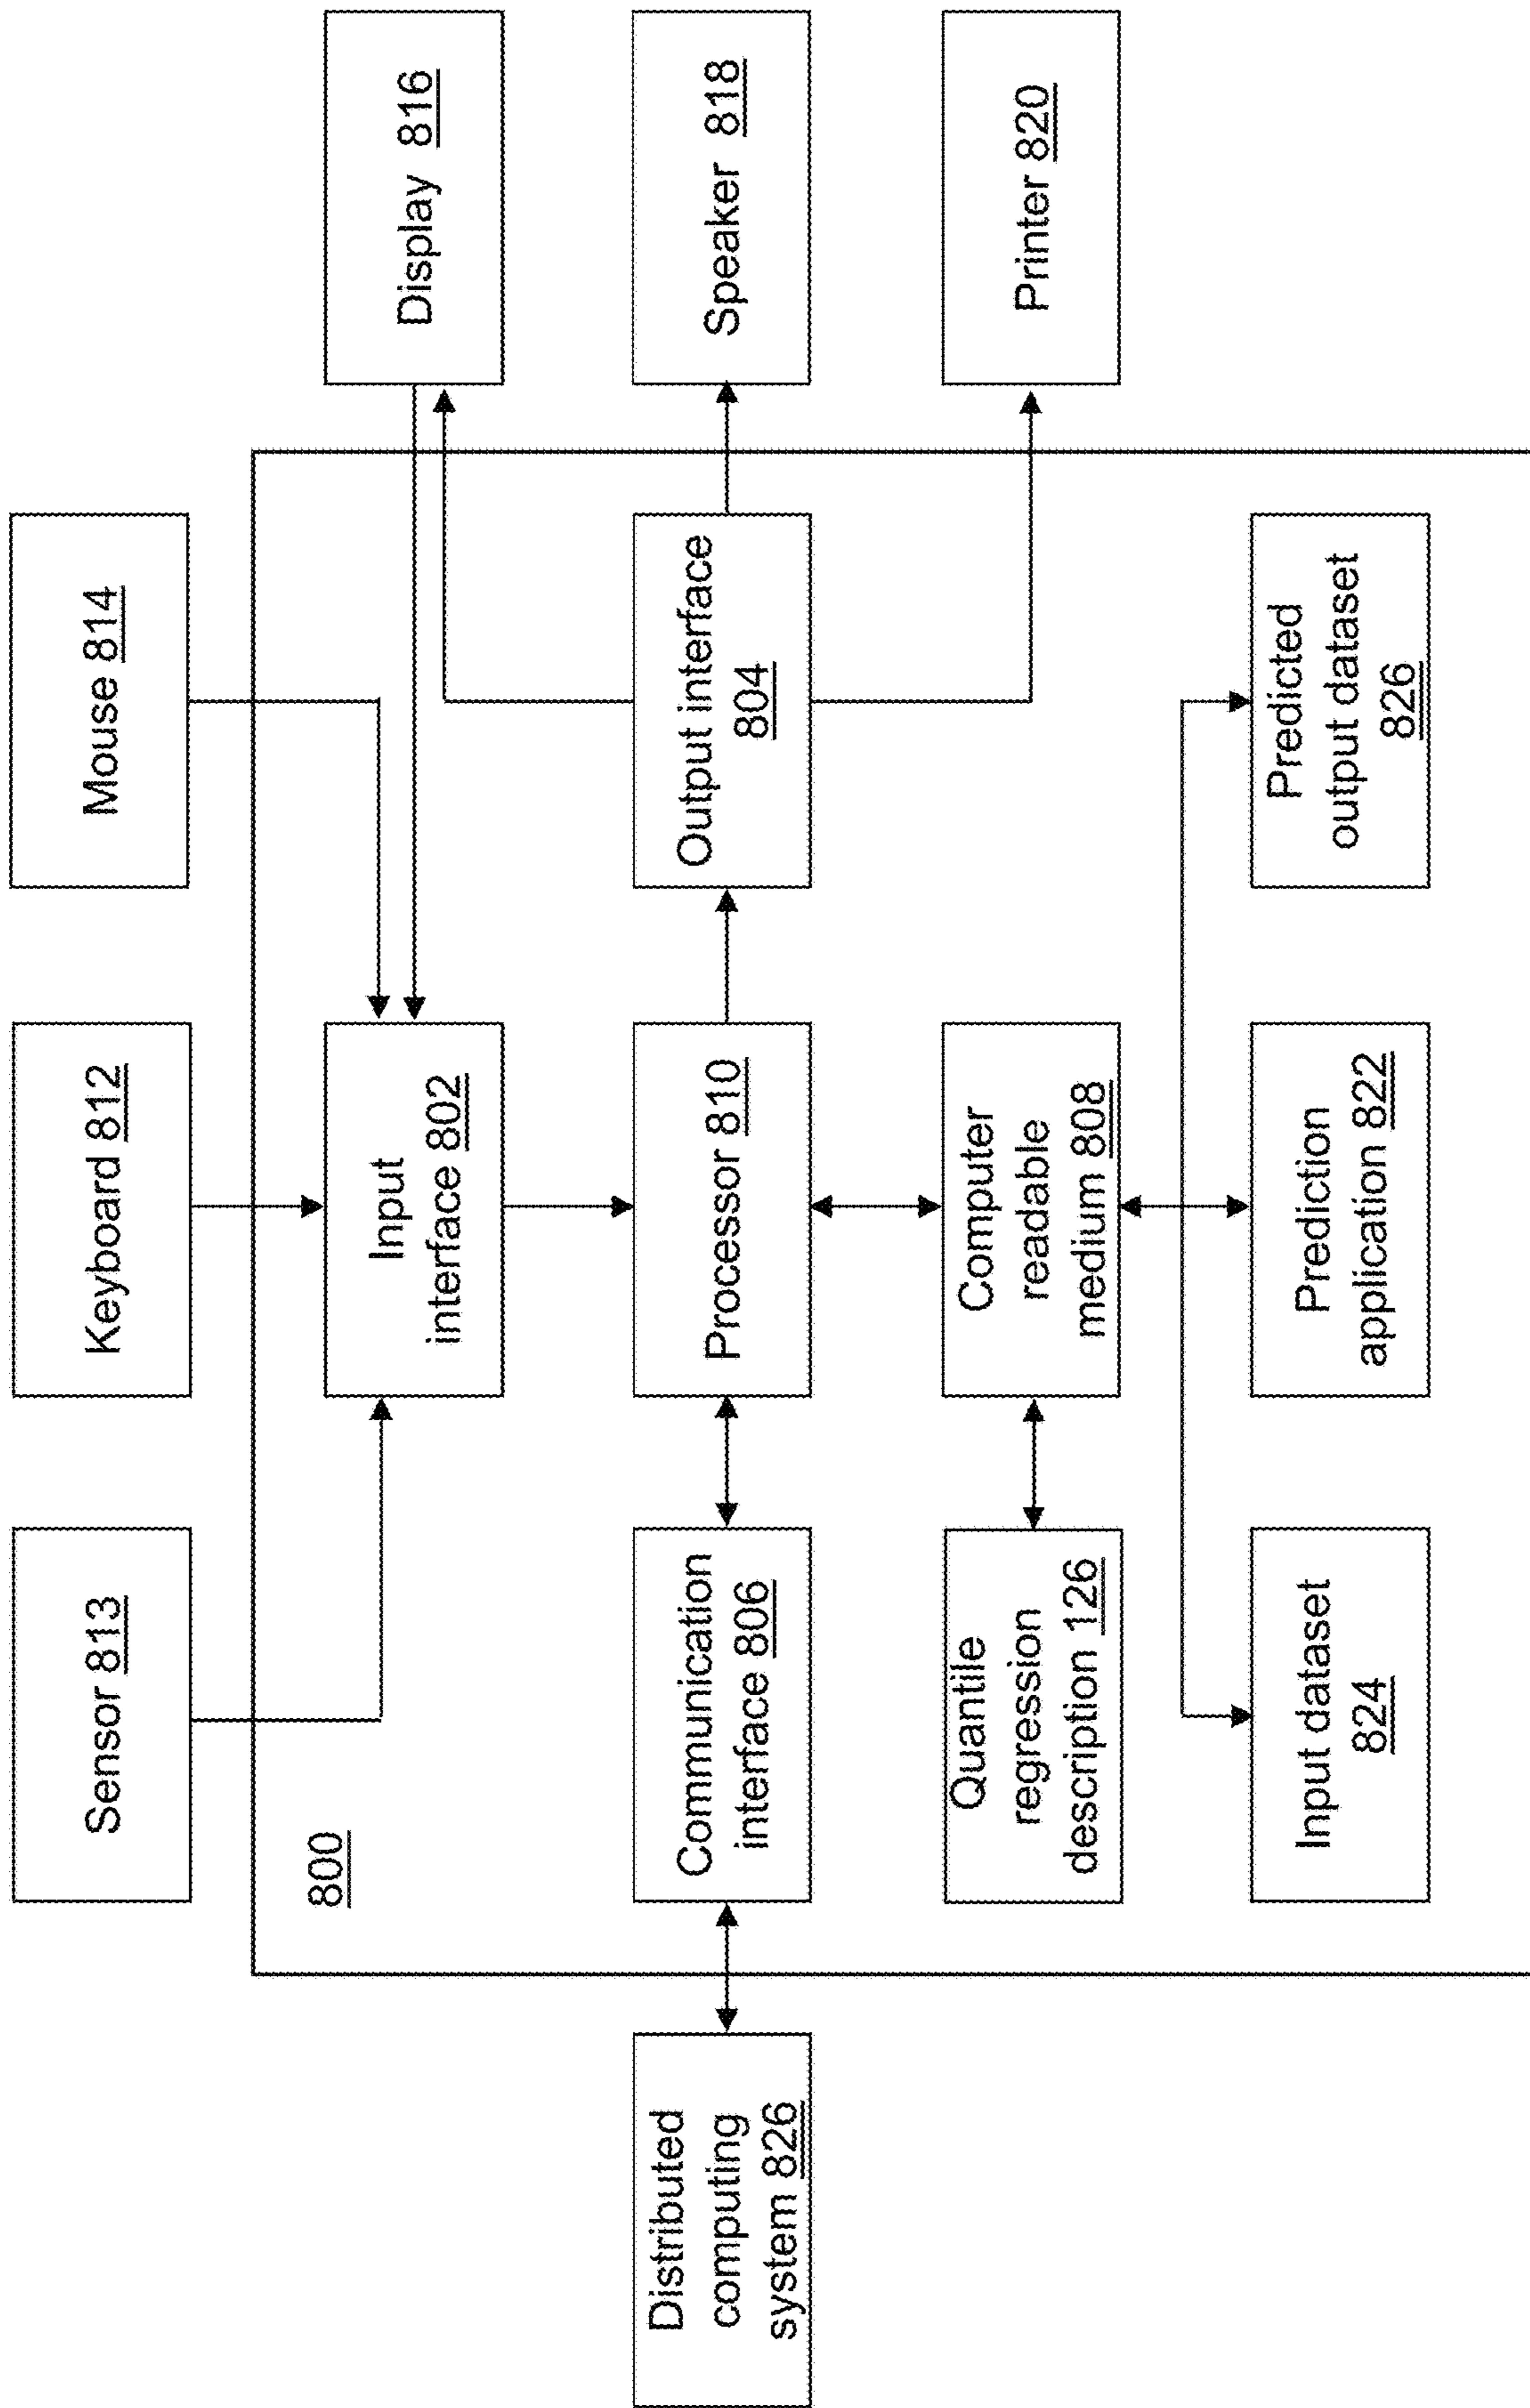 Sensor 813
Keyboard 812
Mouse 814
800
Input
interface 802
Display 816
Distributed
computing
system 826
Communication
interface 806
Processor 810
Output interface
804
Speaker 818
Quantile
regression
description 126
Computer
readable
medium 808
Printer 820
Input dataset
824
Prediction
application 822
Predicted
output dataset
826